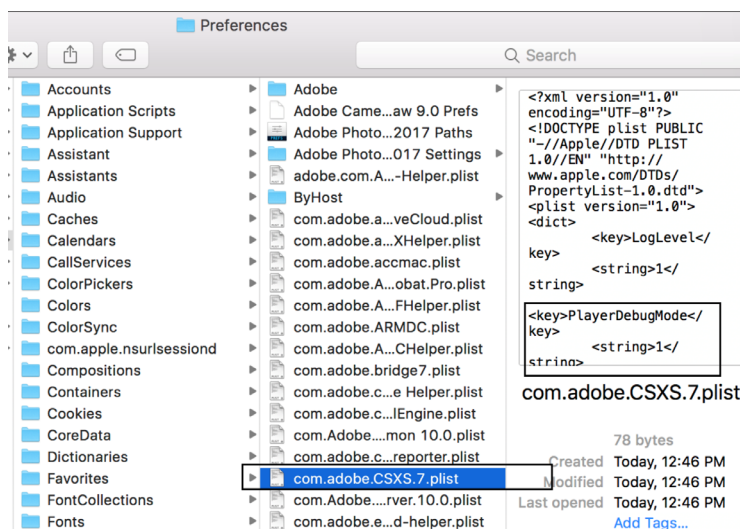 Preferences
Search
Accounts
Application Scripts
Application Support
Assistant
Assistants
Audio
Caches
Calendars
CallServices
ColorPickers
Colors
ColorSync
com.apple.nsurlsessiond
Compositions
Containers
Cookies
CoreData
Dictionaries
Favorites
FontCollections
Fonts
Adobe
Adobe Came...aw 9.0 Prefs
Adobe Photo...2017 Paths
Adobe Photo...017 Settings
adobe.com.A...-Helper.plist
ByHost
com.adobe.a...veCloud.plist
com.adobe.a...XHelper.plist
com.adobe.accmac.plist
com.adobe.A...obat.Pro.plist
com.adobe.A...FHelper.plist
com.adobe.ARMDC.plist
com.adobe.A...CHelper.plist
com.adobe.bridge7.plist
com.adobe.c...e Helper.plist
com.adobe.c...lEngine.plist
com.Adobe....mon 10.0.plist
com.adobe.c...reporter.plist
com.adobe.CSXS.7.plist
com.Adobe....rver.10.0.plist
com.adobe.e...d-helper.plist
<?xml version="1.0"
encoding="UTF-8"?>
<!DOCTYPE plist PUBLIC
"-//Apple//DTD PLIST
1.0//EN" "http://
www.apple.com/DTDs/
PropertyList-1.0.dtd">
<plist version="1.0">
<dict>
<key>LogLevel</
key>
<string>1</
string>
<key>PlayerDebugMode</
key>
<string>1</
string>
com.adobe.CSXS.7.plist
78 bytes
Created Today, 12:46 PM
Modified Today, 12:46 PM
Last opened Today, 12:46 PM
Add Tags...